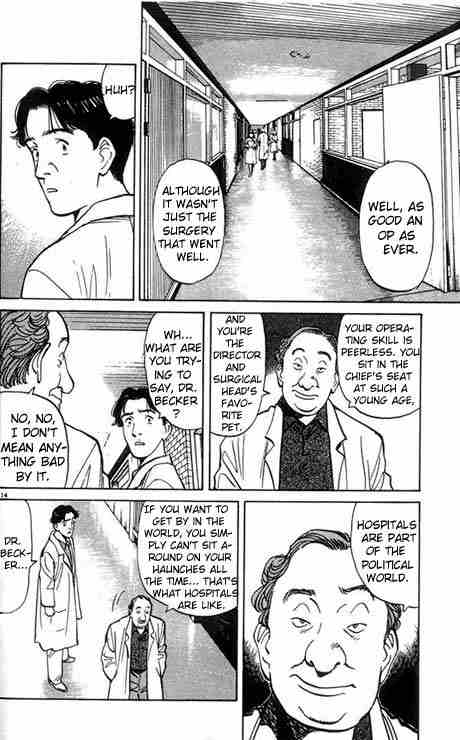 WELL, AS
GOOD AN
OP AS
EVER.
ALTHOUGH
IT WASN'T
JUST THE
SURGERY
THAT WENT
WELL.
HUH?
YOUR OPERA-
TING SKILL IS
PEERLESS. YOU
SIT IN THE
CHIEF'S SEAT
AT SUCH A
YOUNG AGE,
AND
YOU'RE
THE
DIRECTOR
AND
SURGICAL
HEAD'S
FAVO-
RITE
PET.
WH...
WHAT ARE
YOU TRY-
ING TO
SAY, DR.
BECKER
?
NO, NO,
I DON'T
MEAN ANY-
THING BAD
BY IT.
14
HOSPITALS
ARE PART
OF THE
POLITICAL
WORLD.
IF YOU WANT TO
GET BY IN THE
WORLD, YOU SIM-
PLY CAN'T SIT A-
ROUND ON YOUR
HAUNCHES ALL
THE TIME... THAT'S
WHAT HOSPITALS
ARE LIKE.
DR.
BECK-
ER...